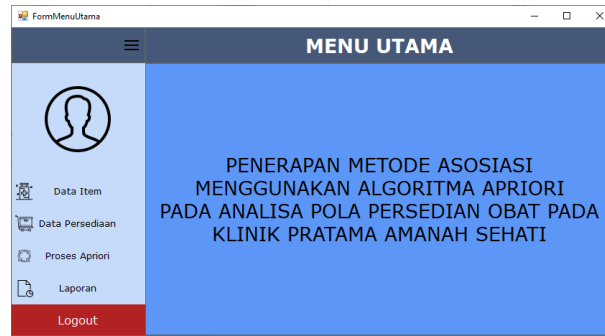 FormMenuUtama
MENU UTAMA
PENERAPAN METODE ASOSIASI
MENGGUNAKAN ALGORITMA APRIORI
PADA ANALISA POLA PERSEDIAN OBAT PADA
KLINIK PRATAMA AMANAH SEHATI
Data Item
Data Persediaan
Proses Apriori
Laporan
Logout